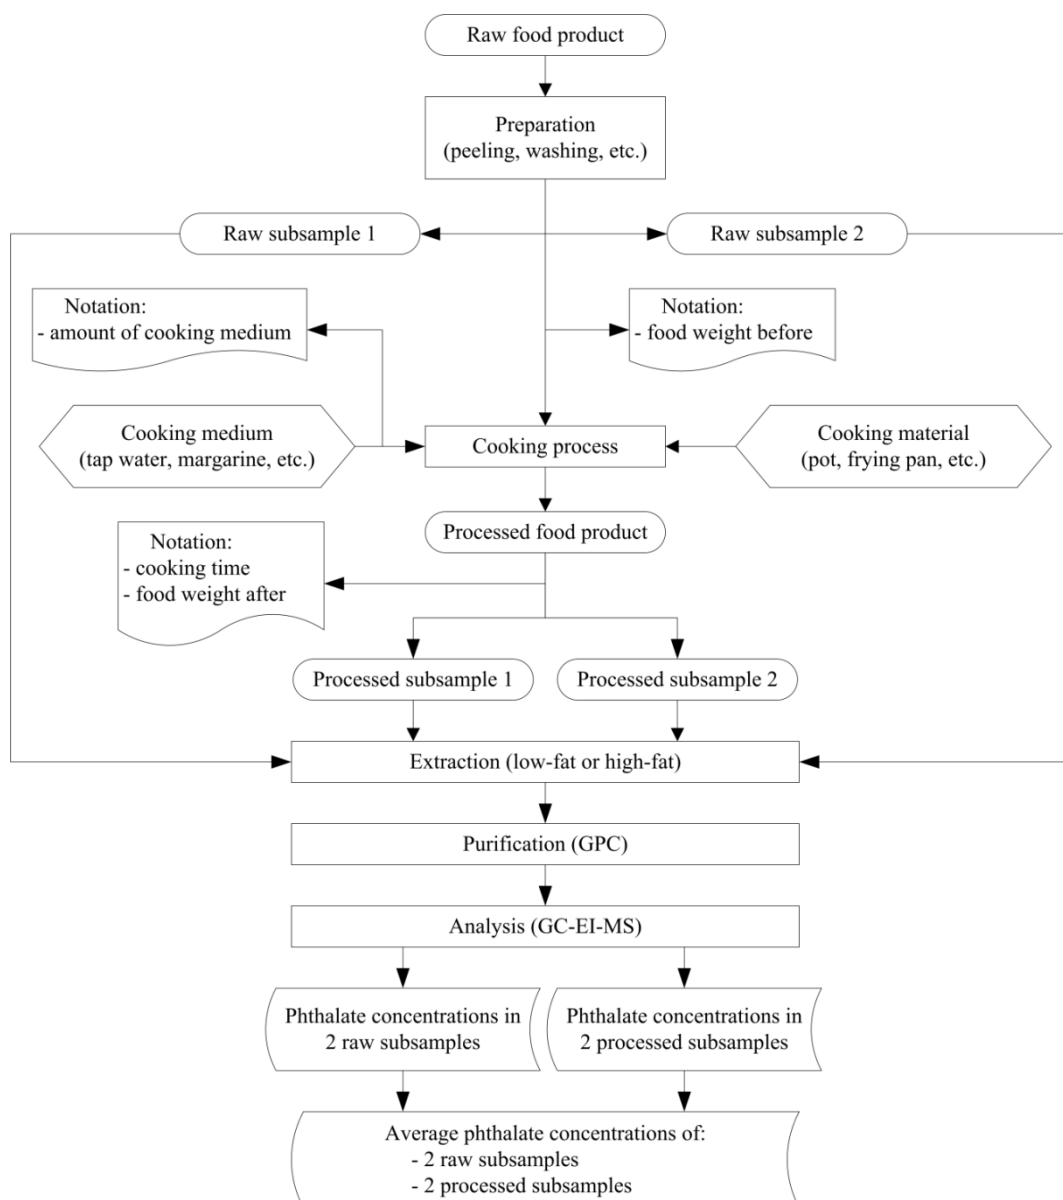 Raw food product
Preparation
(peeling, washing, etc.)
Raw subsample 1
Raw subsample 2
Notation:
- amount of cooking medium
Notation:
- food weight before
Cooking medium
(tap water, margarine, etc.)
Cooking process
Cooking material
(pot, frying pan, etc.)
Processed food product
Notation:
- cooking time
- food weight after
Processed subsample 1
Processed subsample 2
Extraction (low-fat or high-fat)
Purification (GPC)
Analysis (GC-EI-MS)
Phthalate concentrations in
2 raw subsamples
Phthalate concentrations in
2 processed subsamples
Average phthalate concentrations of:
- 2 raw subsamples
- 2 processed subsamples